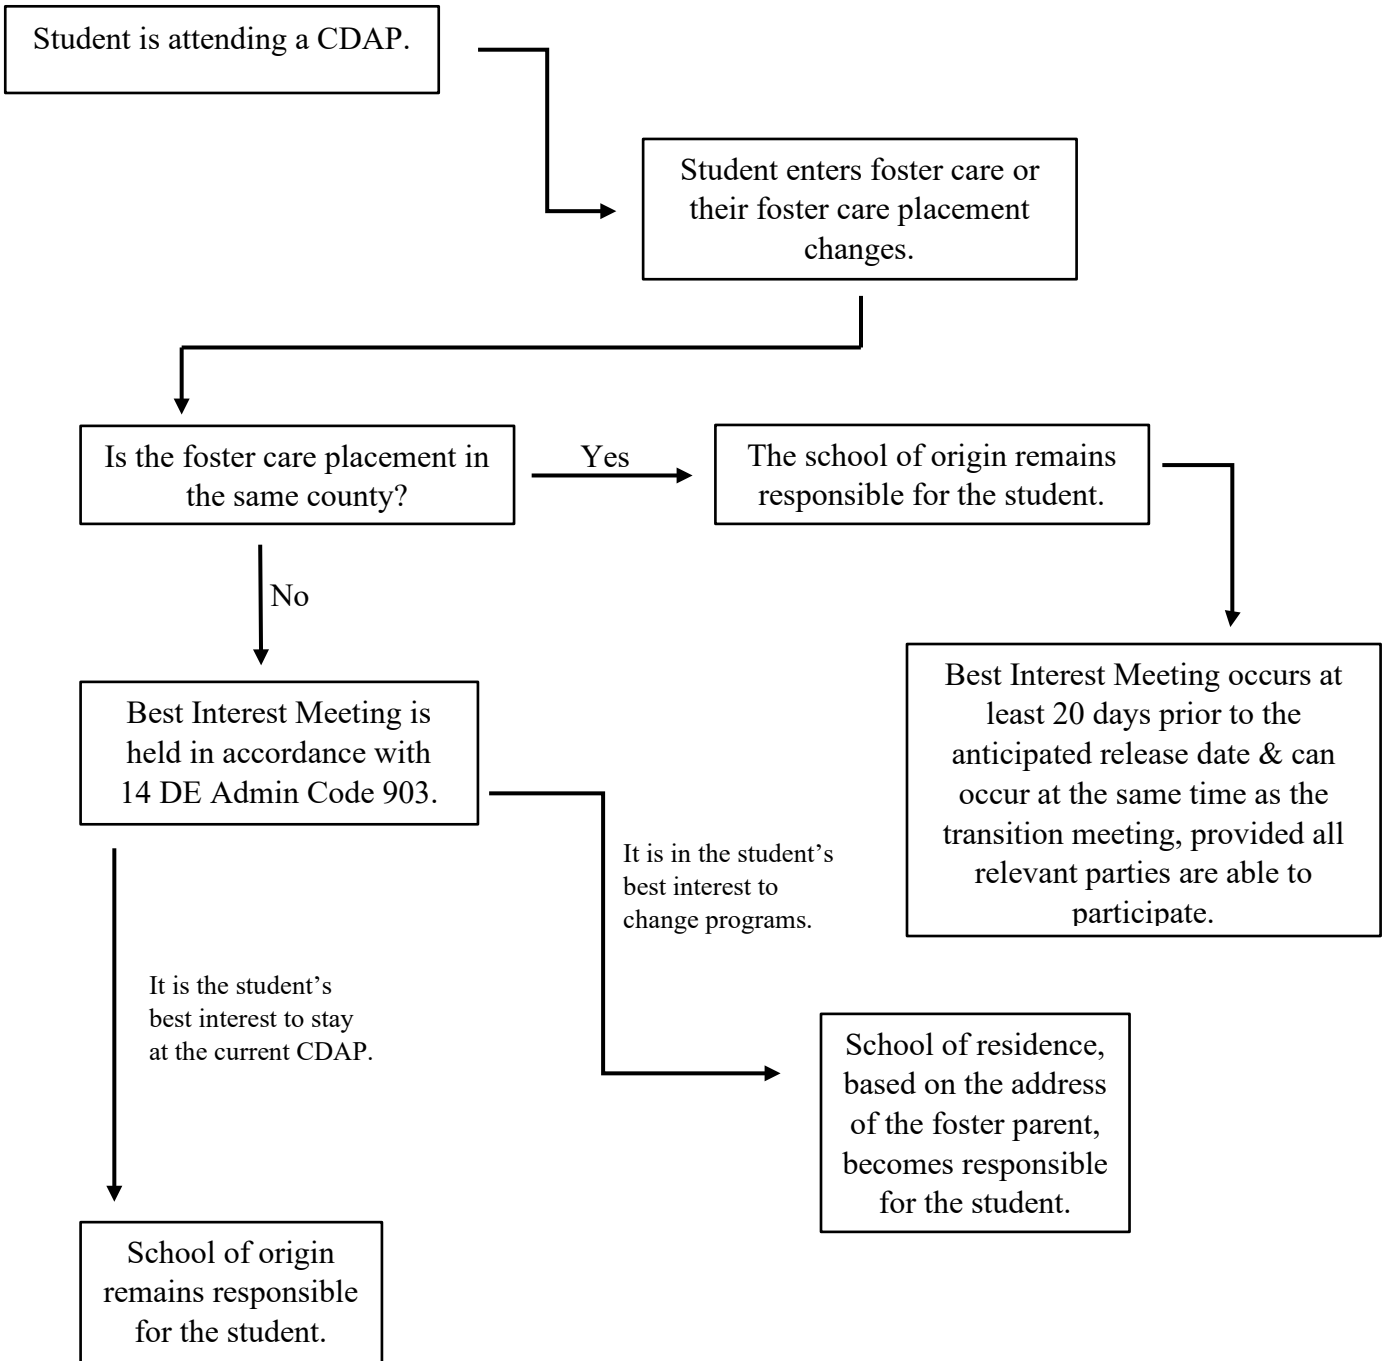 Student is attending a CDAP.
Student enters foster care or
their foster care placement
changes.
Is the foster care placement in
the same county?
Yes
The school of origin remains
responsible for the student.
No
Best Interest Meeting occurs at
least 20 days prior to the
anticipated release date & can
occur at the same time as the
transition meeting, provided all
relevant parties are able to
participate.
Best Interest Meeting is
held in accordance with
14 DE Admin Code 903.
It is in the student’s
best interest to
change programs.
It is the student’s
best interest to stay
at the current CDAP.
School of residence,
based on the address
of the foster parent,
becomes responsible
for the student.
School of origin
remains responsible
for the student.